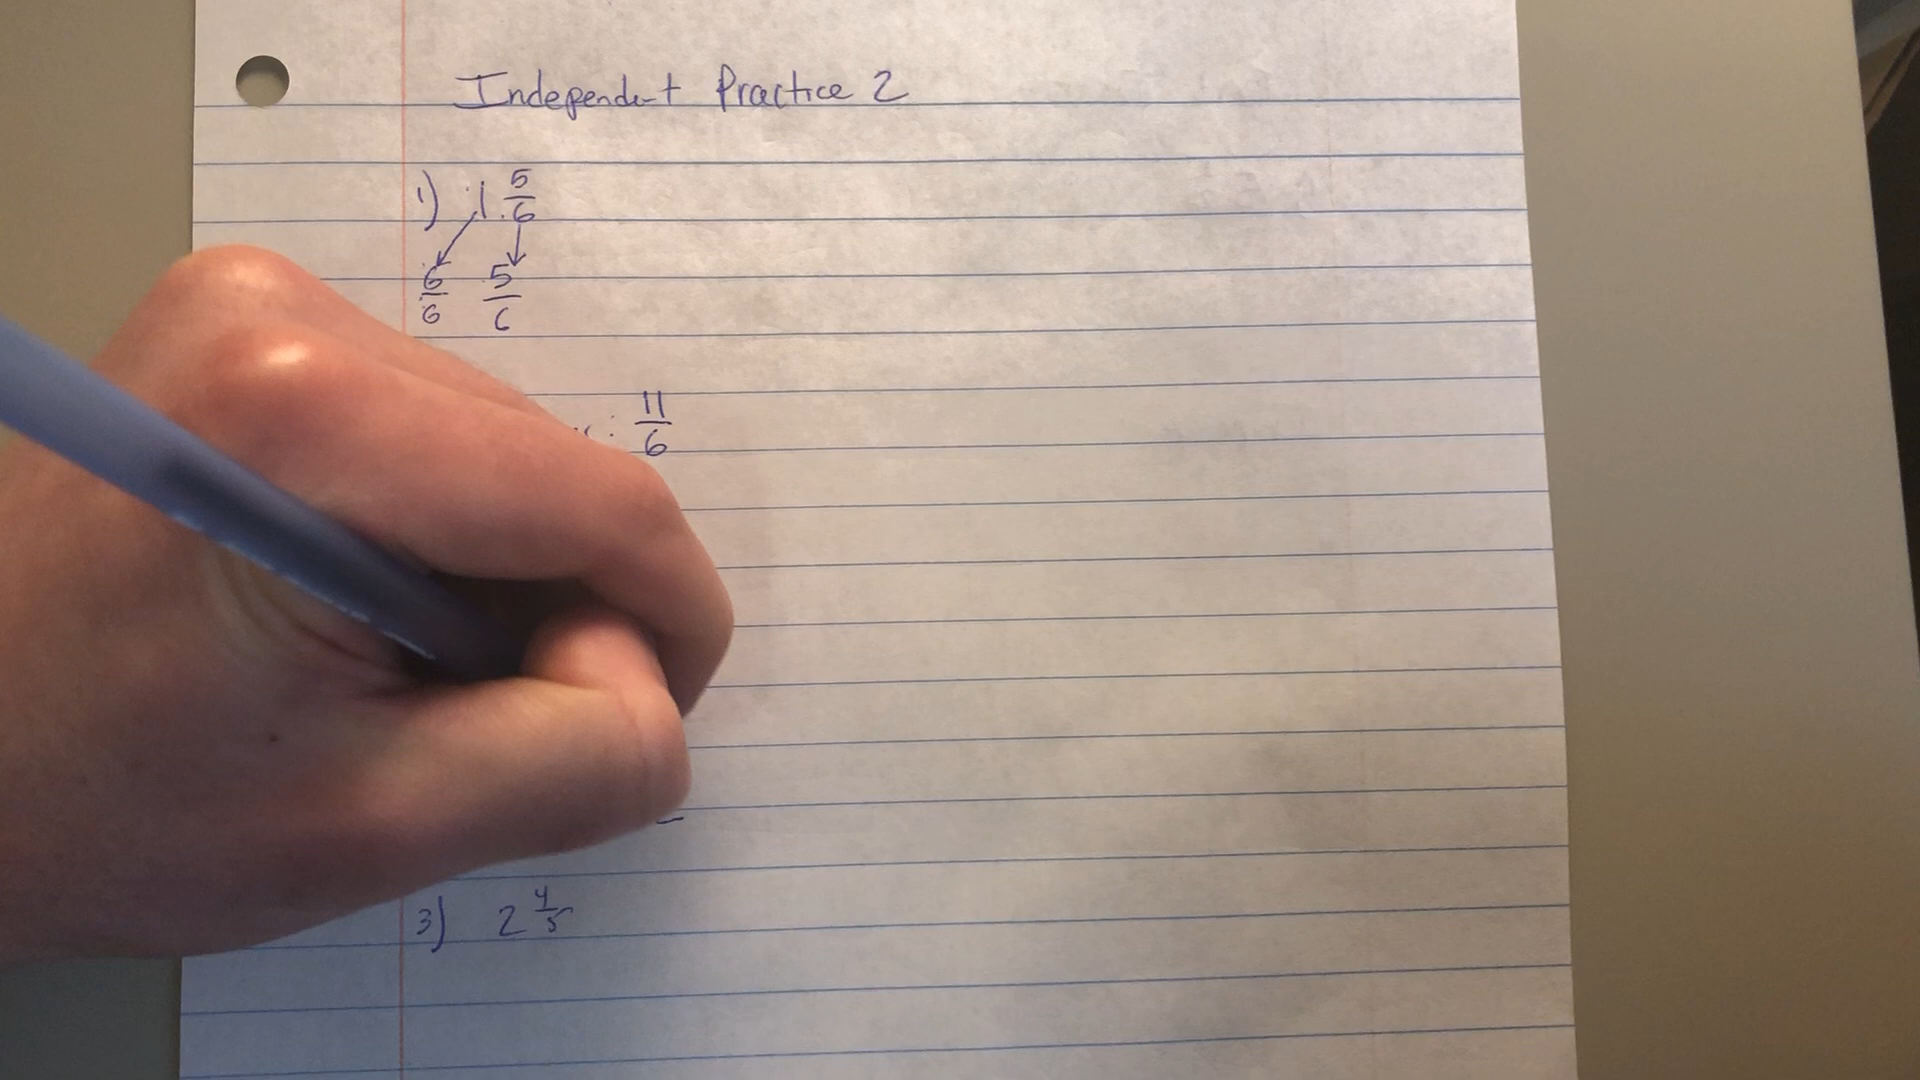 Independent Practice 2
1) 1 5/6
6/6 5/6
: 11/6
3) 2 4/5